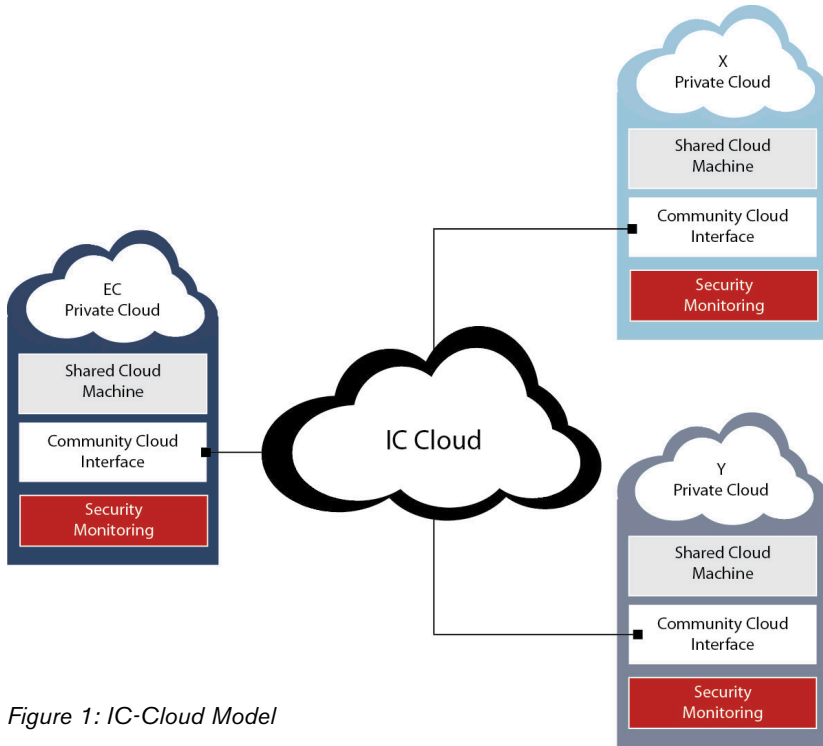 X
Private Cloud
Shared Cloud
Machine
Community Cloud
Interface
Security
Monitoring
EC
Private Cloud
Shared Cloud
Machine
Community Cloud
Interface
Security
Monitoring
IC Cloud
Y
Private Cloud
Shared Cloud
Machine
Community Cloud
Interface
Security
Monitoring
Figure 1: IC-Cloud Model